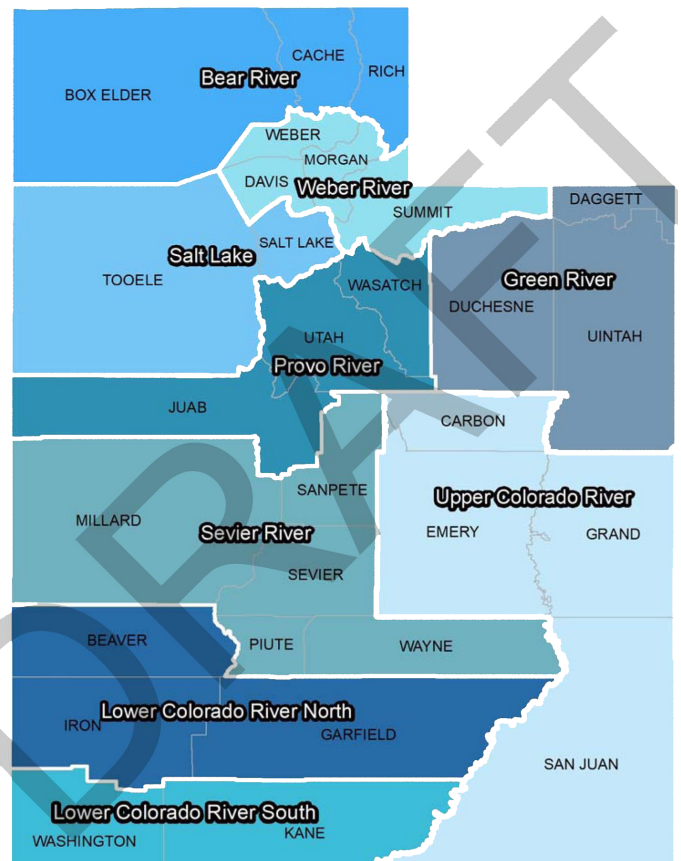 CACHE
Bear River
RICH
BOX ELDER
WEBER
MORGAN
DAVIS
Weber River
DAGGETT
SUMMIT
SALT LAKE
Salt Lake
TOOELE
WASATCH
Green River
DUCHESNE
UTAH
UINTAH
Provo River
JUAB
CARBON
SANPETE
Upper Colorado River
MILLARD
Sevier River
EMERY
GRAND
SEVIER
BEAVER
PIUTE
WAYNE
Lower Colorado River North
IRON
GARFIELD
SAN JUAN
Lower Colorado River South
KANE
WASHINGTON
DRAFT